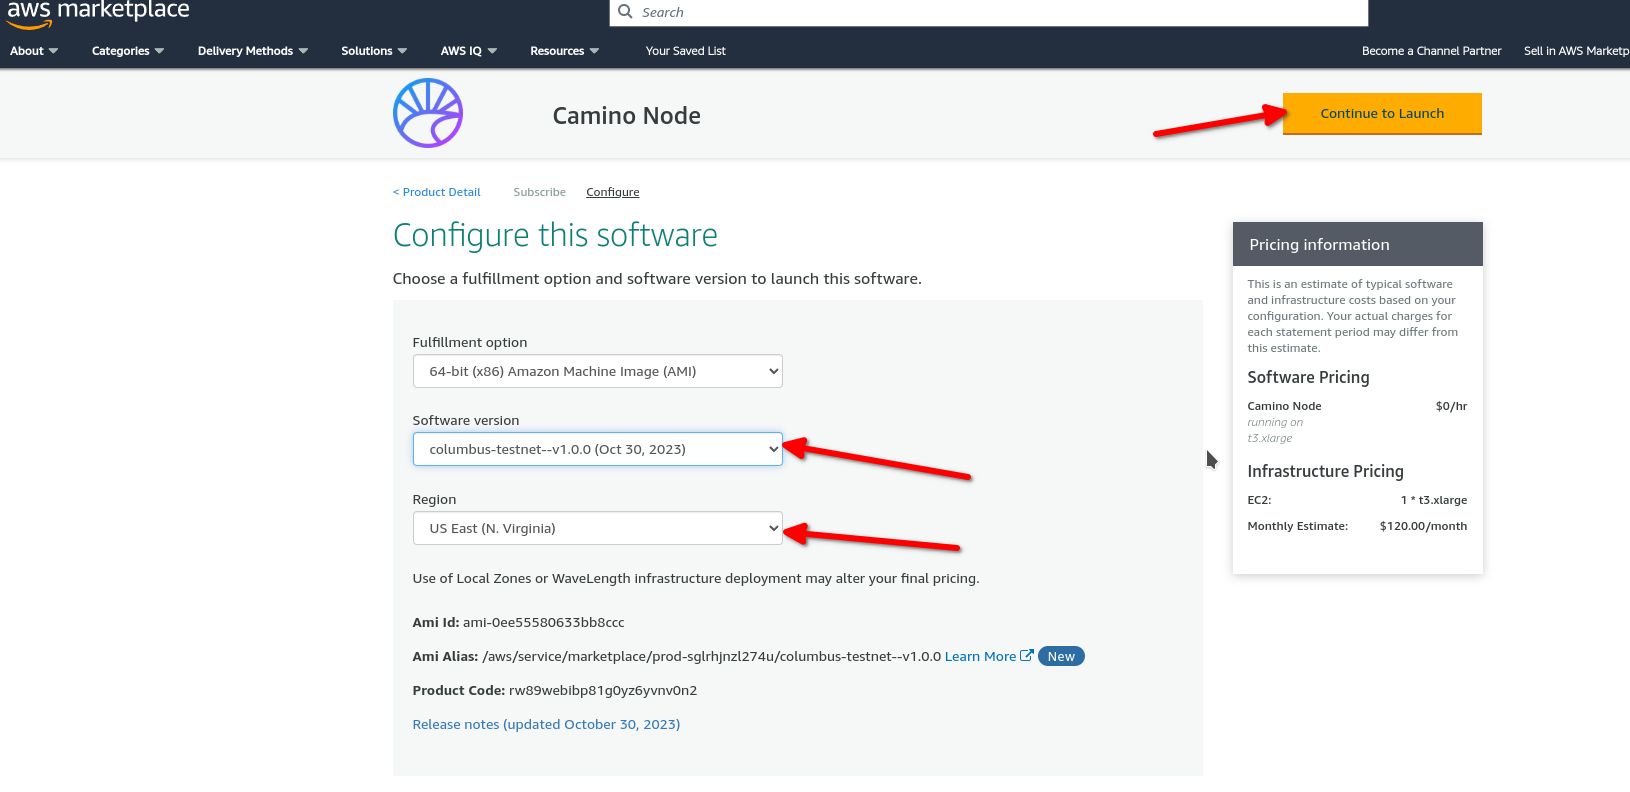 aws marketplace
Search
About
Categories
Delivery Methods
Solutions
AWS IQ
Resources
Your Saved List
Become a Channel Partner
Sell in AWS Marketp
Camino Node
Continue to Launch
< Product Detail
Subscribe
Configure
Configure this software
Choose a fulfillment option and software version to launch this software.
Fulfillment option
64-bit (x86) Amazon Machine Image (AMI)
Software version
columbus-testnet--v1.0.0 (Oct 30, 2023)
Region
US East (N. Virginia)
Use of Local Zones or WaveLength infrastructure deployment may alter your final pricing.
Ami Id: ami-0ee55580633bb8ccc
Ami Alias: /aws/service/marketplace/prod-sglrhjnzl274u/columbus-testnet--v1.0.0 Learn More New
Product Code: rw89webibp81g0yz6yvnv0n2
Release notes (updated October 30, 2023)
Pricing information
This is an estimate of typical software
and infrastructure costs based on your
configuration. Your actual charges for
each statement period may differ from
this estimate.
Software Pricing
Camino Node $0/hr
running on
t3.xlarge
Infrastructure Pricing
EC2: 1 * t3.xlarge
Monthly Estimate: $120.00/month